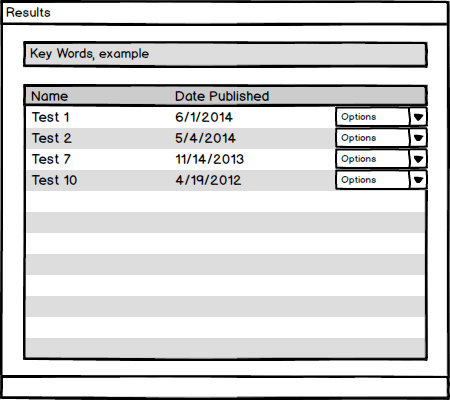 Results
Key Words, example
Name Date Published
Test 1 6/1/2014 Options
Test 2 5/4/2014 Options
Test 7 11/14/2013 Options
Test 10 4/19/2012 Options